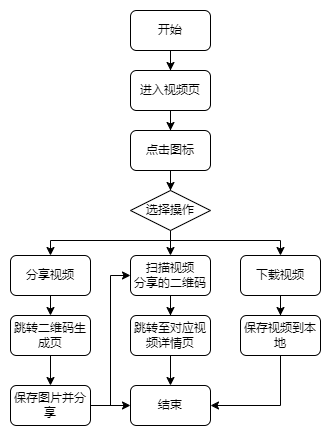 开始
进入视频页
点击图标
选择操作
分享视频
扫描视频
分享的二维码
下载视频
跳转二维码生
成页
跳转至对应视
频详情页
保存视频到本
地
保存图片并分
享
结束